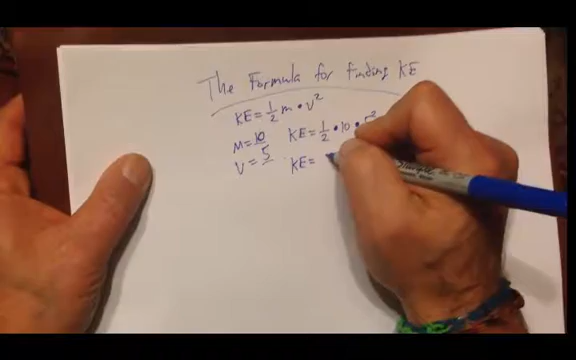 The Formula for finding KE
KE = 1/2 m • v²
M = 10
KE = 1/2 • 10 • 5²
V = 5
KE =